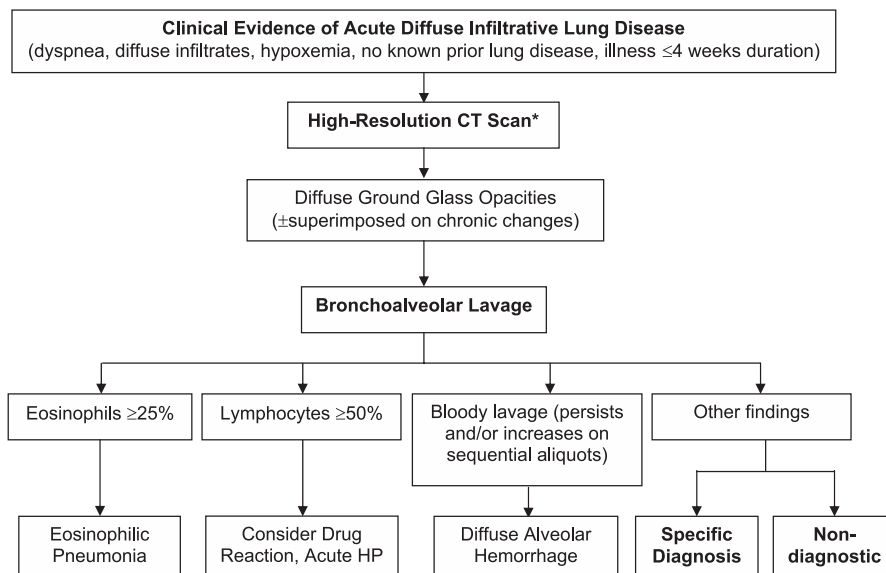 Clinical Evidence of Acute Diffuse Infiltrative Lung Disease
(dyspnea, diffuse infiltrates, hypoxemia, no known prior lung disease, illness ≤4 weeks duration)
High-Resolution CT Scan*
Diffuse Ground Glass Opacities
(±superimposed on chronic changes)
Bronchoalveolar Lavage
Eosinophils ≥25%
Lymphocytes ≥50%
Bloody lavage (persists
and/or increases on
sequential aliquots)
Other findings
Eosinophilic
Pneumonia
Consider Drug
Reaction, Acute HP
Diffuse Alveolar
Hemorrhage
Specific
Diagnosis
Non-
diagnostic